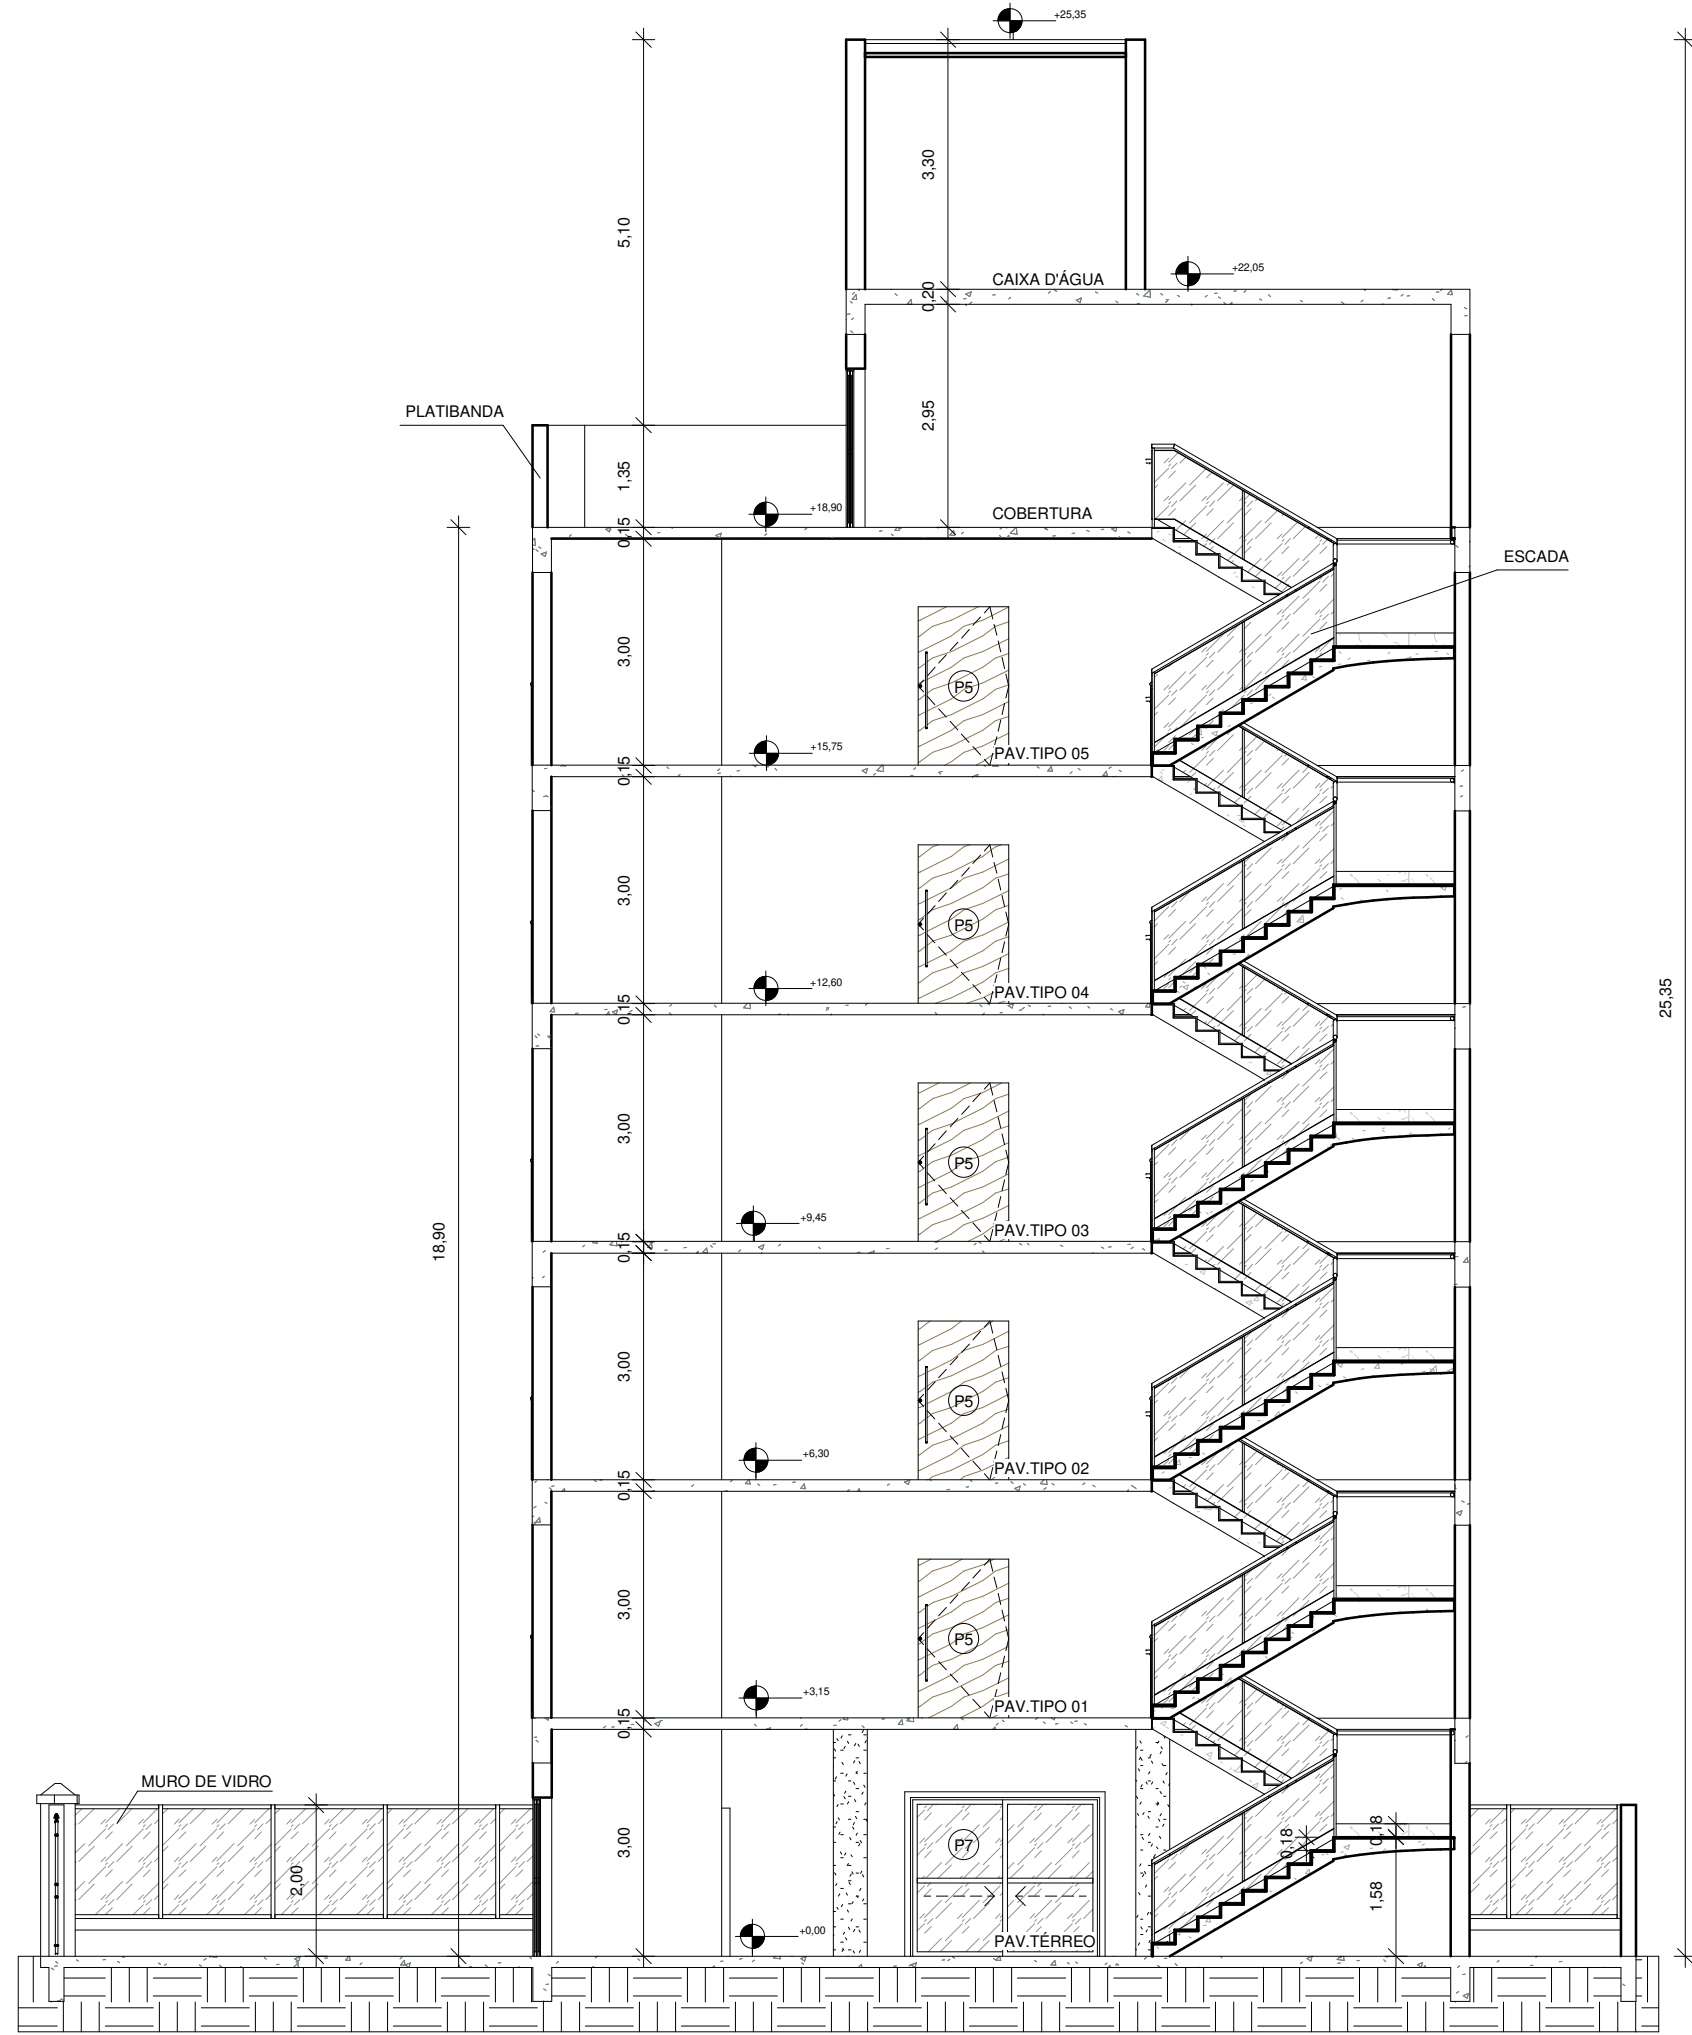 +25,35
3,30
5,10
CAIXA D'ÁGUA
+22,05
0,20
PLATIBANDA
2,95
1,35
+18,90
COBERTURA
0,15
ESCADA
3,00
P5
+15,75
PAV.TIPO 05
0,15
3,00
P5
+12,60
PAV.TIPO 04
0,15
25,35
3,00
P5
+9,45
PAV.TIPO 03
0,15
18,90
3,00
P5
+6,30
PAV.TIPO 02
0,15
3,00
P5
+3,15
PAV.TIPO 01
0,15
MURO DE VIDRO
3,00
P7
0,18
0,18
2,00
1,58
+0,00
PAV.TÉRREO